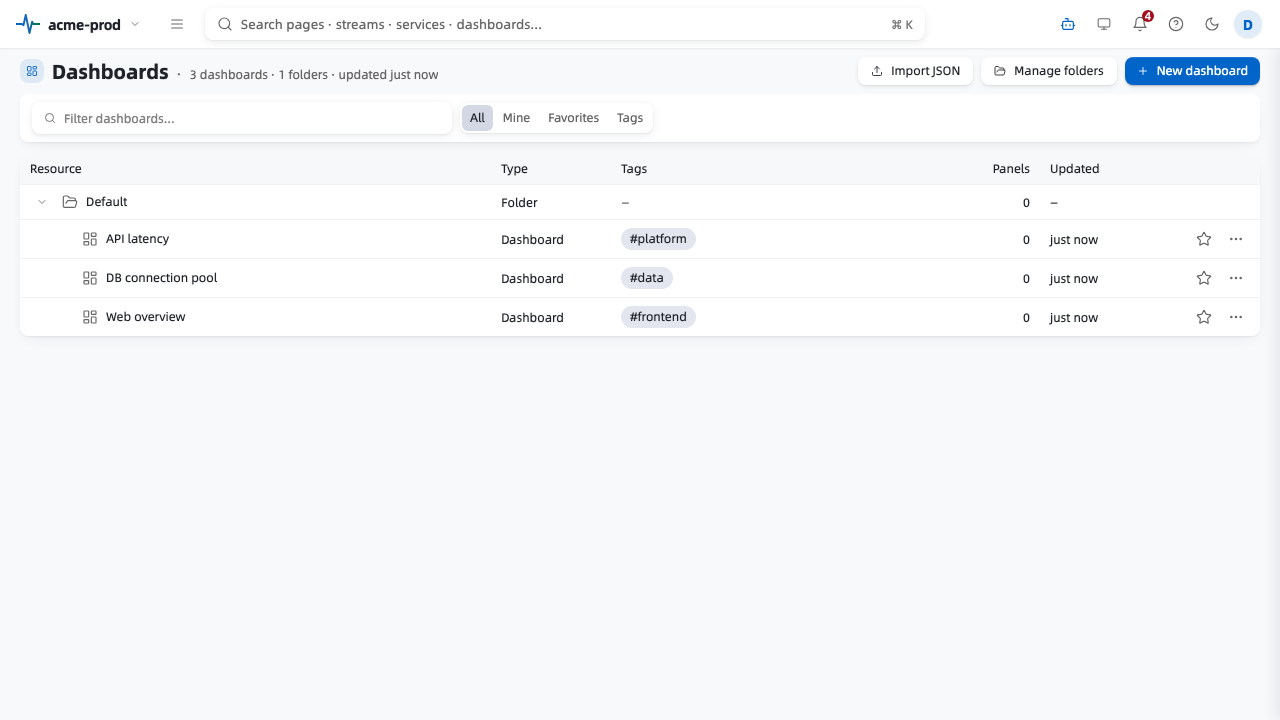 acme-prod
Search pages · streams · services · dashboards...
⌘ K
4
D
Dashboards · 3 dashboards · 1 folders · updated just now
Import JSON
Manage folders
New dashboard
Filter dashboards...
All Mine Favorites Tags
Resource Type Tags Panels Updated
Default Folder – 0 –
API latency Dashboard #platform 0 just now
DB connection pool Dashboard #data 0 just now
Web overview Dashboard #frontend 0 just now